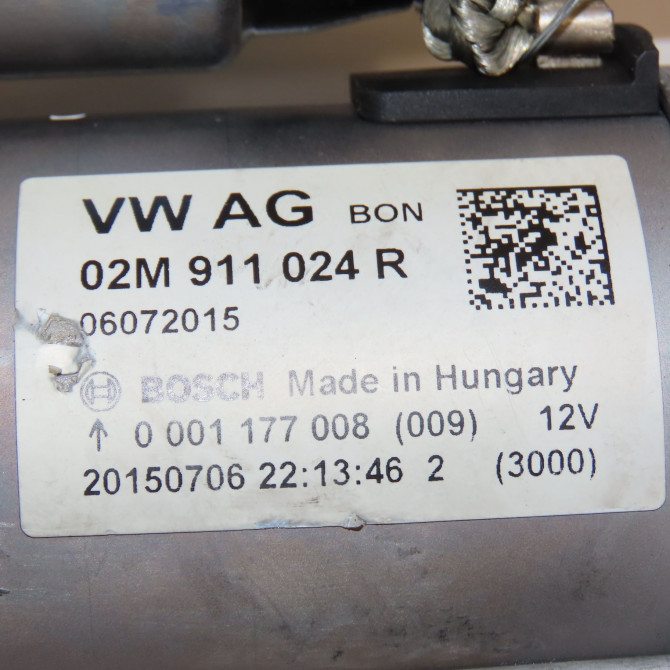 VW AG BON
02M 911 024 R
06072015
BOSCH Made in Hungary
↑ 0 001 177 008 (009) 12V
20150706 22:13:46 2 (3000)